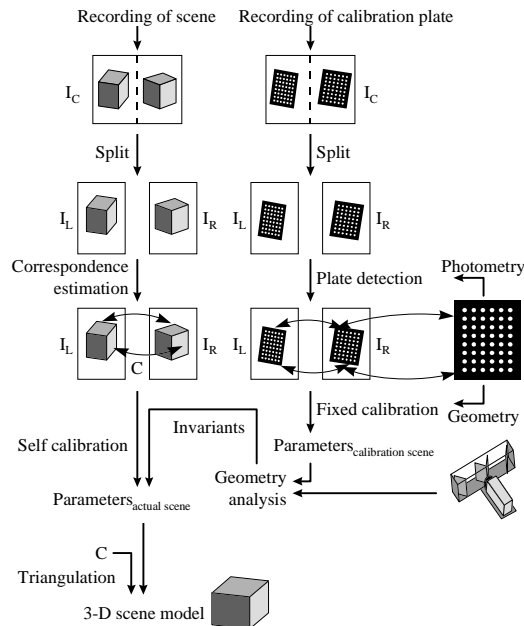 Recording of scene
Recording of calibration plate
I_C
I_C
Split
Split
I_L
I_R
I_L
I_R
Correspondence
estimation
Plate detection
Photometry
I_L
C
I_R
I_L
I_R
Fixed calibration
Geometry
Self calibration
Invariants
Parameters_calibration scene
Geometry
analysis
Parameters_actual scene
C
Triangulation
3-D scene model